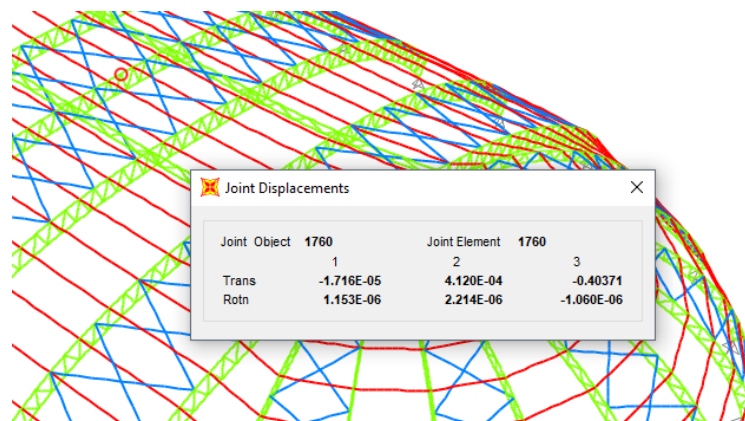 Joint Displacements
Joint Object 1760 Joint Element 1760
1 2 3
Trans -1.716E-05 4.120E-04 -0.40371
Rotn 1.153E-06 2.214E-06 -1.060E-06